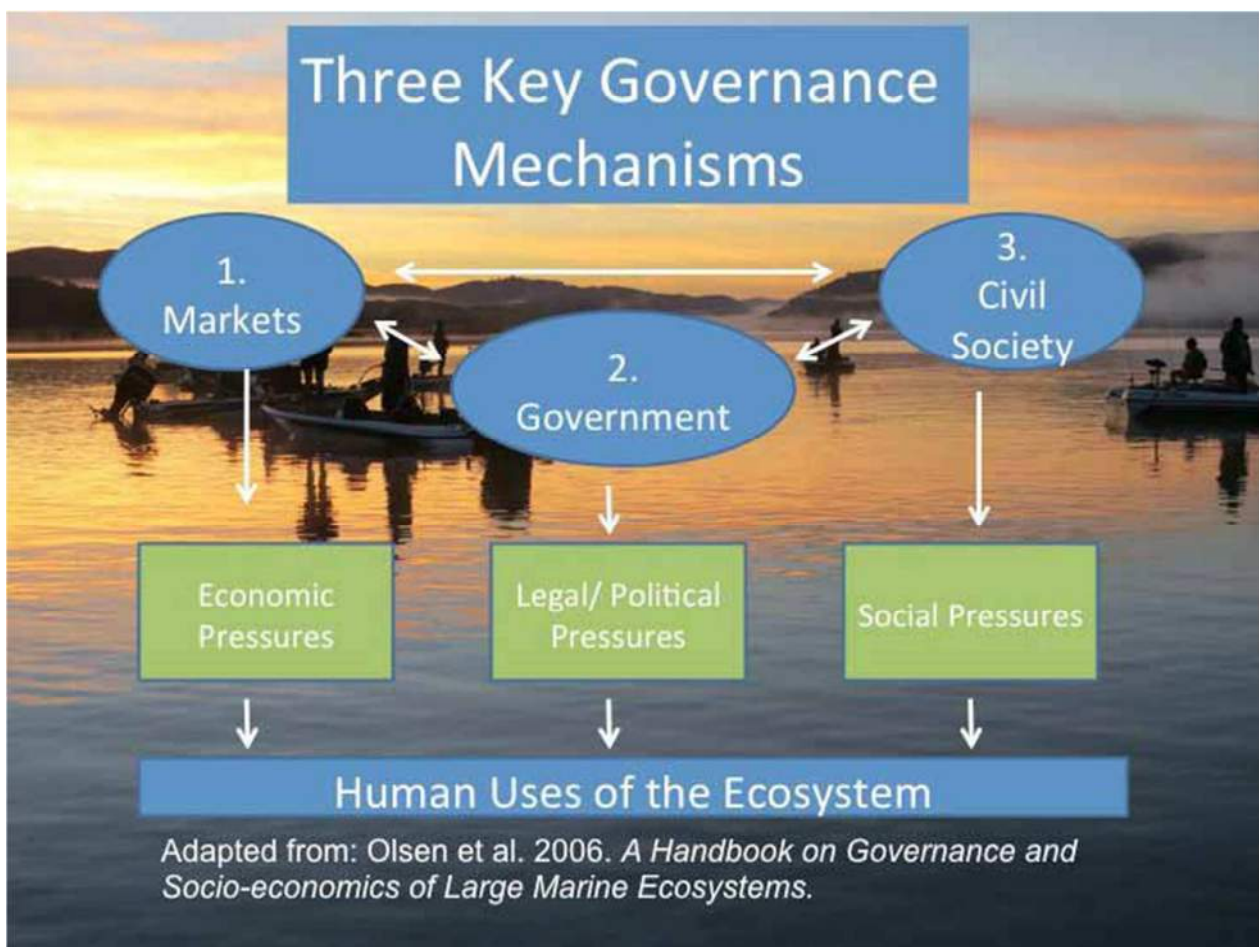 Three Key Governance
Mechanisms
1.
Markets
2.
Government
3.
Civil
Society
Economic
Pressures
Legal/ Political
Pressures
Social Pressures
Human Uses of the Ecosystem
Adapted from: Olsen et al. 2006. A Handbook on Governance and
Socio-economics of Large Marine Ecosystems.